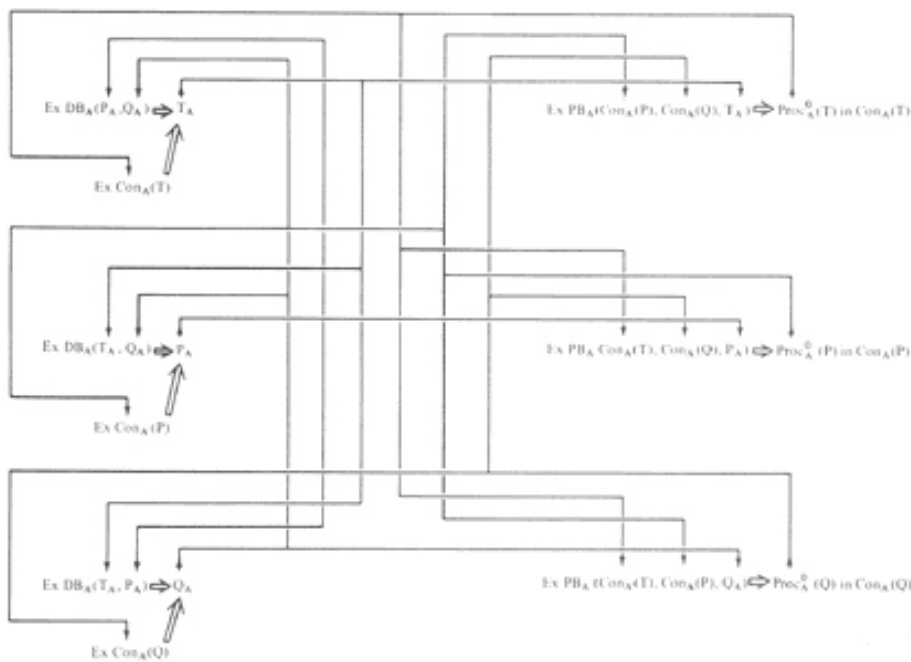 Ex DB_A(P_A, Q_A) ⇒ T_A
Ex PB_A(Con_A(P), Con_A(Q), T_A) ⇒ Proc_A^0(T) in Con_A(T)
Ex Con_A(T)
Ex DB_A(T_A, Q_A) ⇒ P_A
Ex PB_A Con_A(T), Con_A(Q), P_A) ⇒ Proc_A^0(P) in Con_A(P)
Ex Con_A(P)
Ex DB_A(T_A, P_A) ⇒ Q_A
Ex PB_A(Con_A(T), Con_A(P), Q_A) ⇒ Proc_A^0(Q) in Con_A(Q)
Ex Con_A(Q)